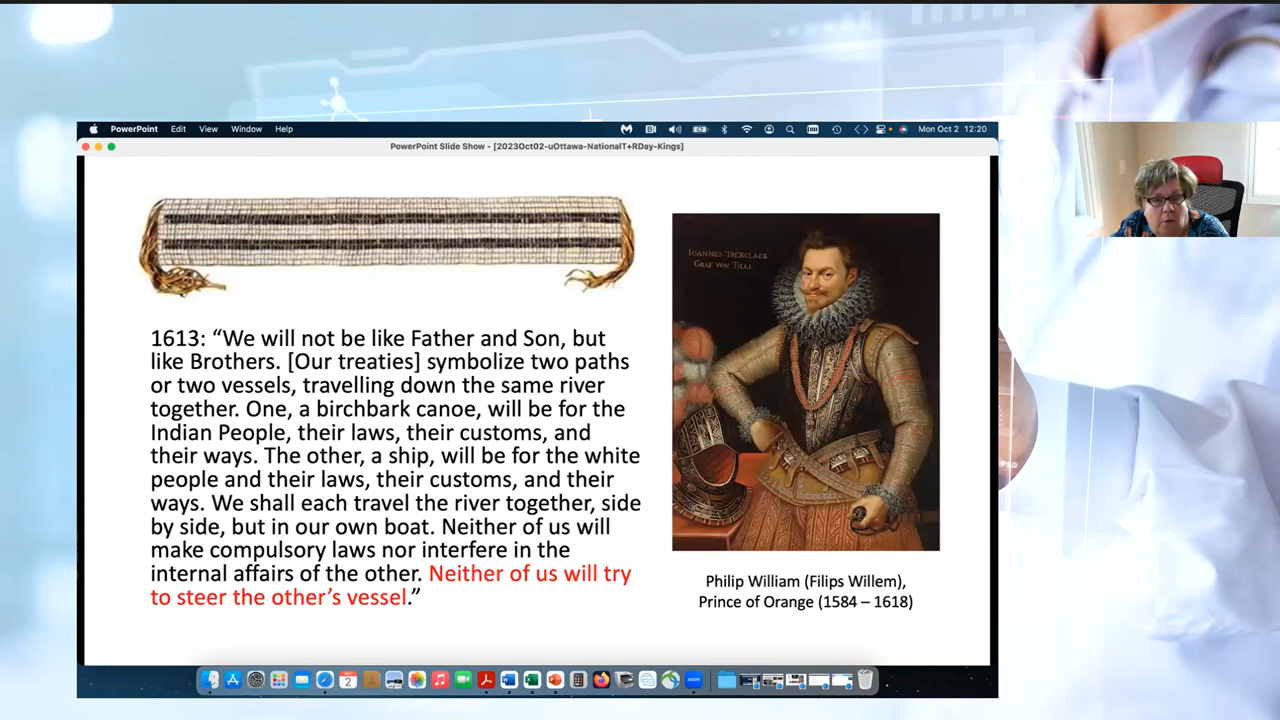 PowerPoint Edit View Window Help Mon Oct 2 12:20
PowerPoint Slide Show - [2023Oct02-uOttawa-NationalT+RDay-Kings]
IOANNES TSERCLAES
GRAF VON TILLI
1613: “We will not be like Father and Son, but
like Brothers. [Our treaties] symbolize two paths
or two vessels, travelling down the same river
together. One, a birchbark canoe, will be for the
Indian People, their laws, their customs, and
their ways. The other, a ship, will be for the white
people and their laws, their customs, and their
ways. We shall each travel the river together, side
by side, but in our own boat. Neither of us will
make compulsory laws nor interfere in the
internal affairs of the other. Neither of us will try
to steer the other’s vessel.”
Philip William (Filips Willem),
Prince of Orange (1584 – 1618)
2
zoom